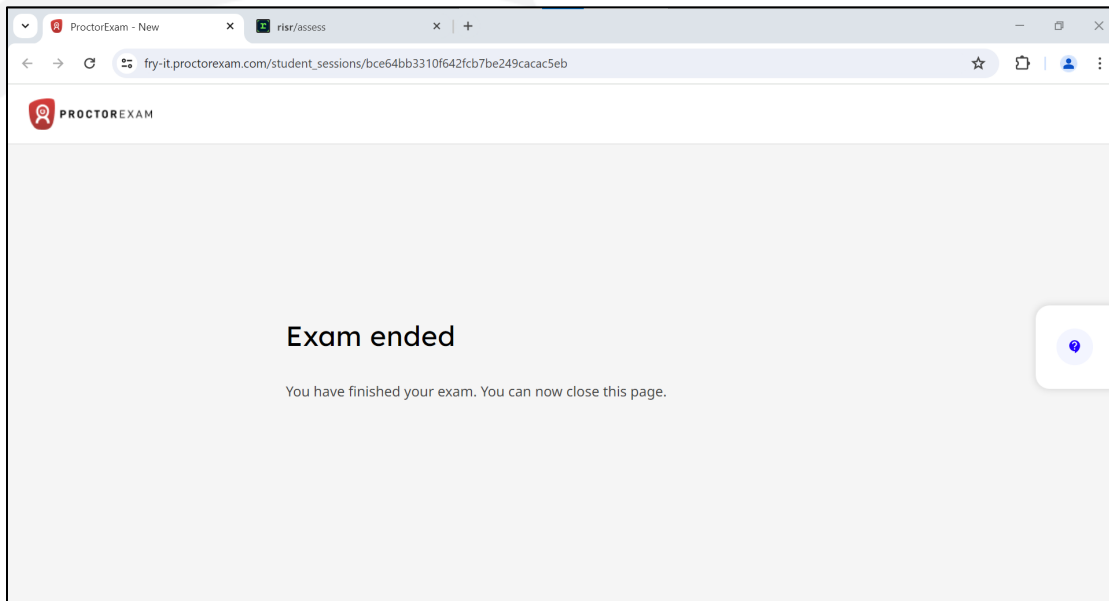 ProctorExam - New
risr/assess
fry-it.proctorexam.com/student_sessions/bce64bb3310f642fcb7be249cacac5eb
PROCTOREXAM
Exam ended
You have finished your exam. You can now close this page.